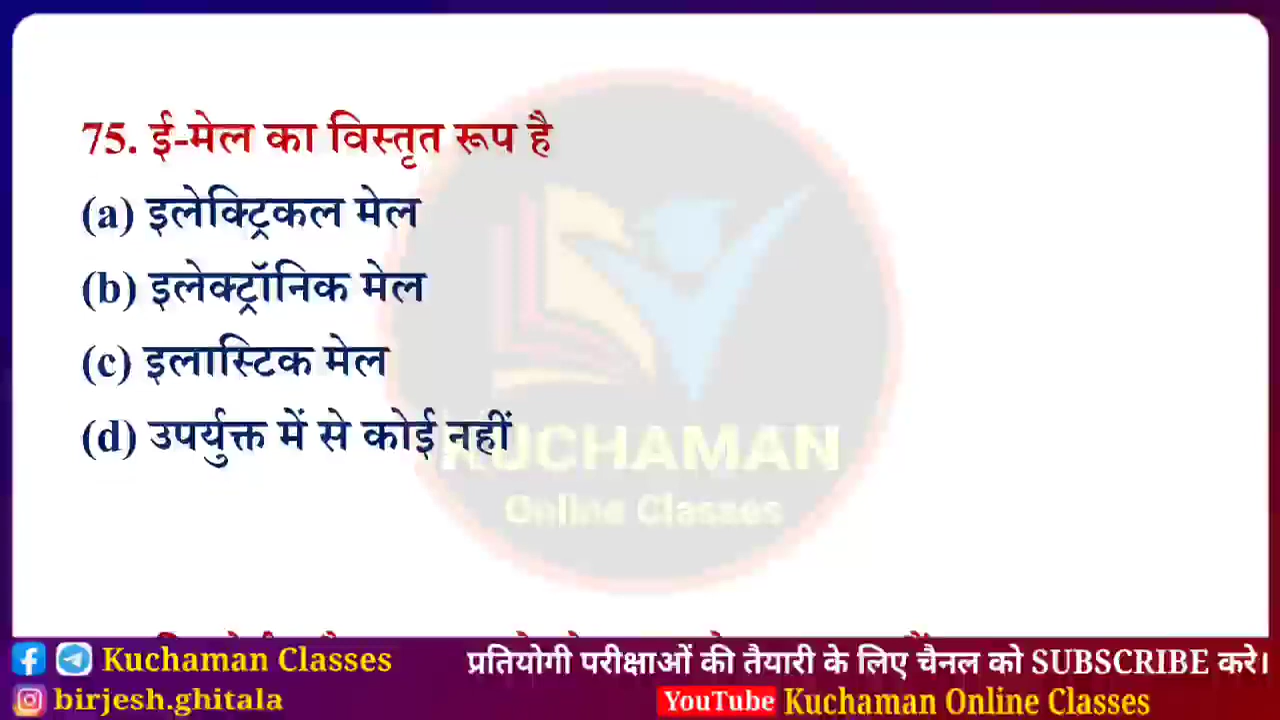 75. ई-मेल का विस्तृत रूप है
(a) इलेक्ट्रिकल मेल
(b) इलेक्ट्रॉनिक मेल
(c) इलास्टिक मेल
(d) उपर्युक्त में से कोई नहीं
KUCHAMAN
Online Classes
Kuchaman Classes
प्रतियोगी परीक्षाओं की तैयारी के लिए चैनल को SUBSCRIBE करे।
birjesh.ghitala
YouTube Kuchaman Online Classes